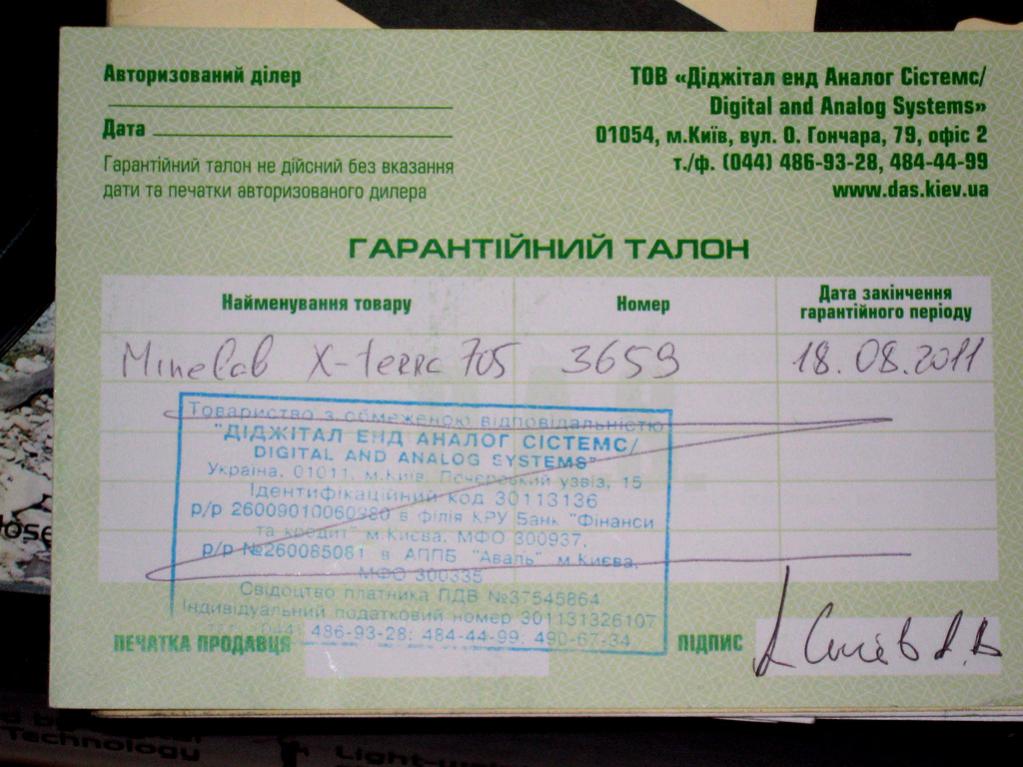 Авторизований ділер
Дата
Гарантійний талон не дійсний без вказання
дати та печатки авторизованого дилера
ТОВ «Діджітал енд Аналог Сістемс/
Digital and Analog Systems»
01054, м.Київ, вул. О. Гончара, 79, офіс 2
т./ф. (044) 486-93-28, 484-44-99
www.das.kiev.ua
ГАРАНТІЙНИЙ ТАЛОН
Найменування товару Номер Дата закінчення
гарантійного періоду
Minelab X-terra 705 3659 18.08.2011
Товариство з обмеженою відповідальністю
"ДІДЖІТАЛ ЕНД АНАЛОГ СІСТЕМС/
DIGITAL AND ANALOG SYSTEMS"
Україна, 01011, м.Київ, Печерський узвіз, 15
Ідентифікаційний код 30113136
р/р 26009010060380 в філія КРУ Банк "Фінанси
та кредит" м.Києва, МФО 300937,
р/р №260085081 в АППБ "Аваль" м.Києва,
МФО 300335
Свідоцтво платника ПДВ №37545864
Індивідуальний податковий номер 301131326107
(044) 486-93-28; 484-44-99; 490-67-34
ПЕЧАТКА ПРОДАВЦЯ ПІДПИС
Technology
Light-w